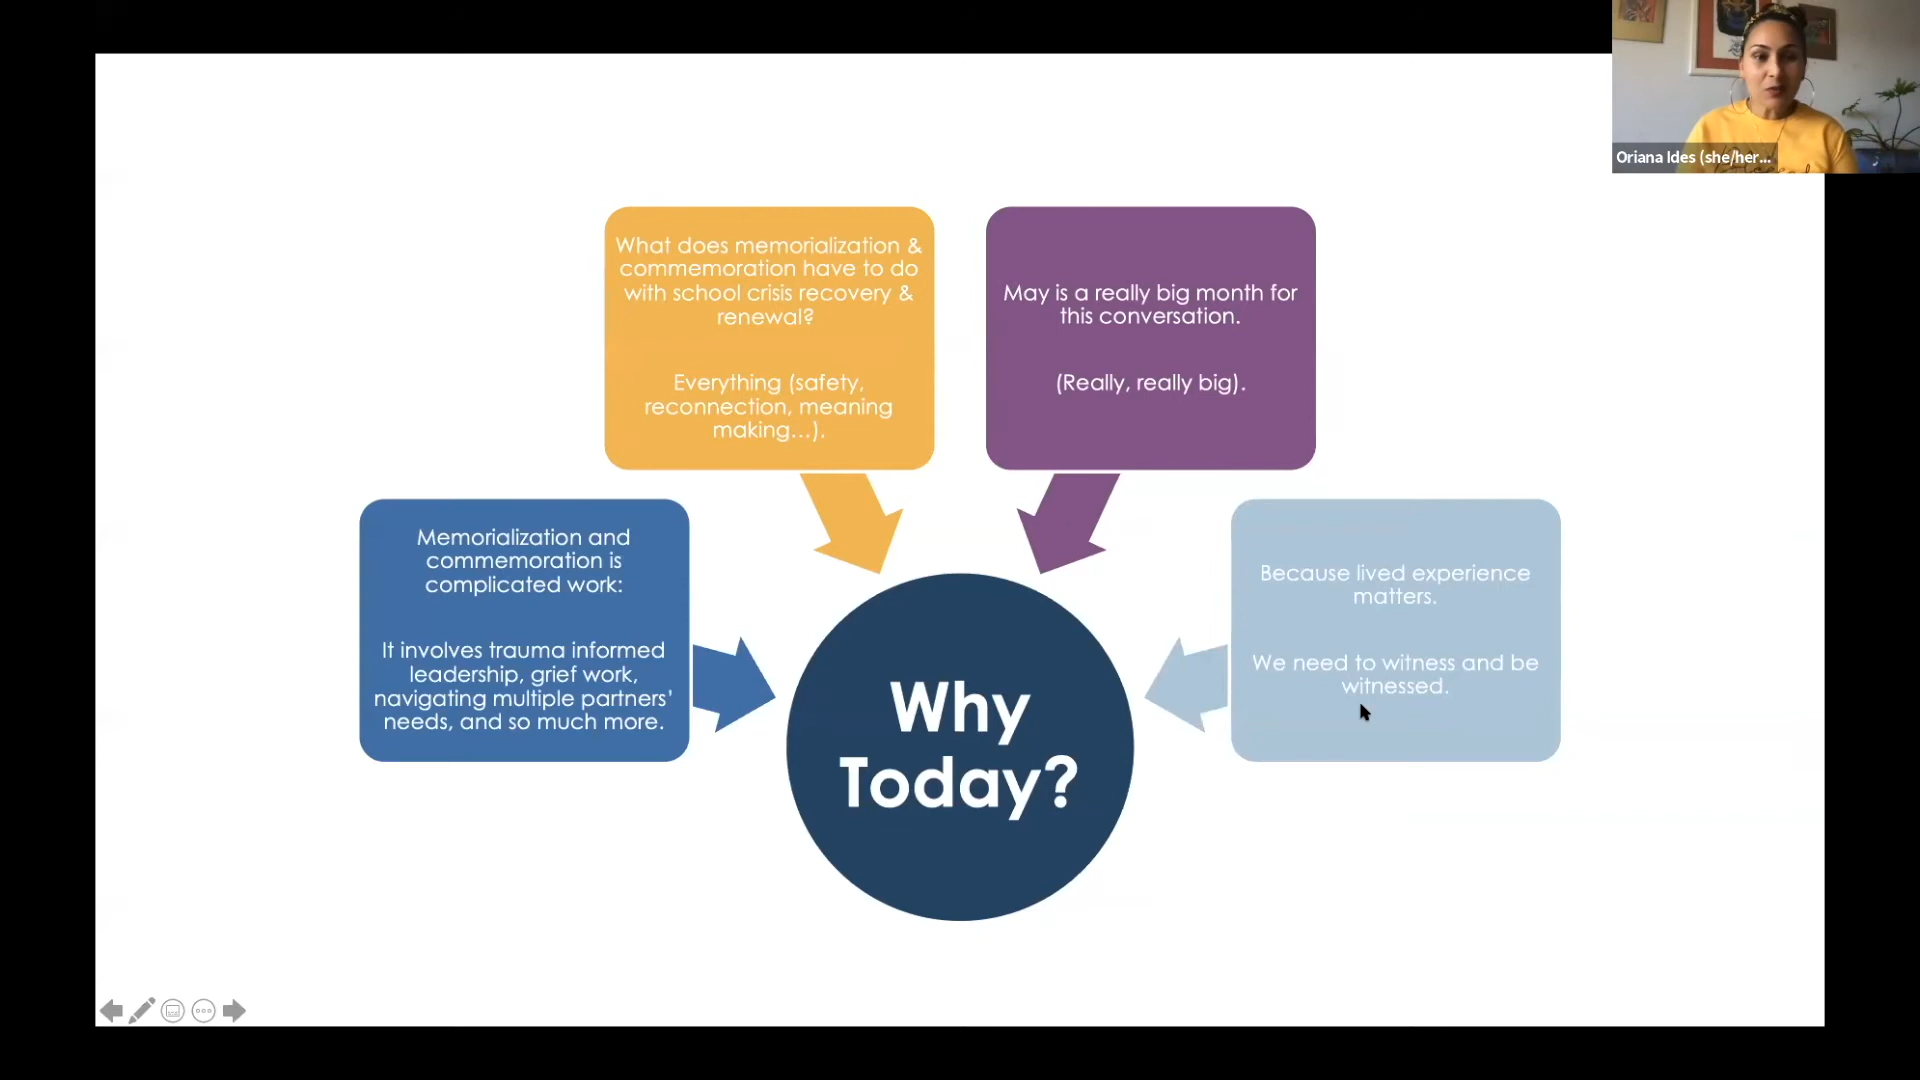 Oriana Ides (she/her...
What does memorialization &
commemoration have to do
with school crisis recovery &
renewal?
Everything (safety,
reconnection, meaning
making...).
May is a really big month for
this conversation.
(Really, really big).
Memorialization and
commemoration is
complicated work:
It involves trauma informed
leadership, grief work,
navigating multiple partners'
needs, and so much more.
Because lived experience
matters.
We need to witness and be
witnessed.
Why
Today?